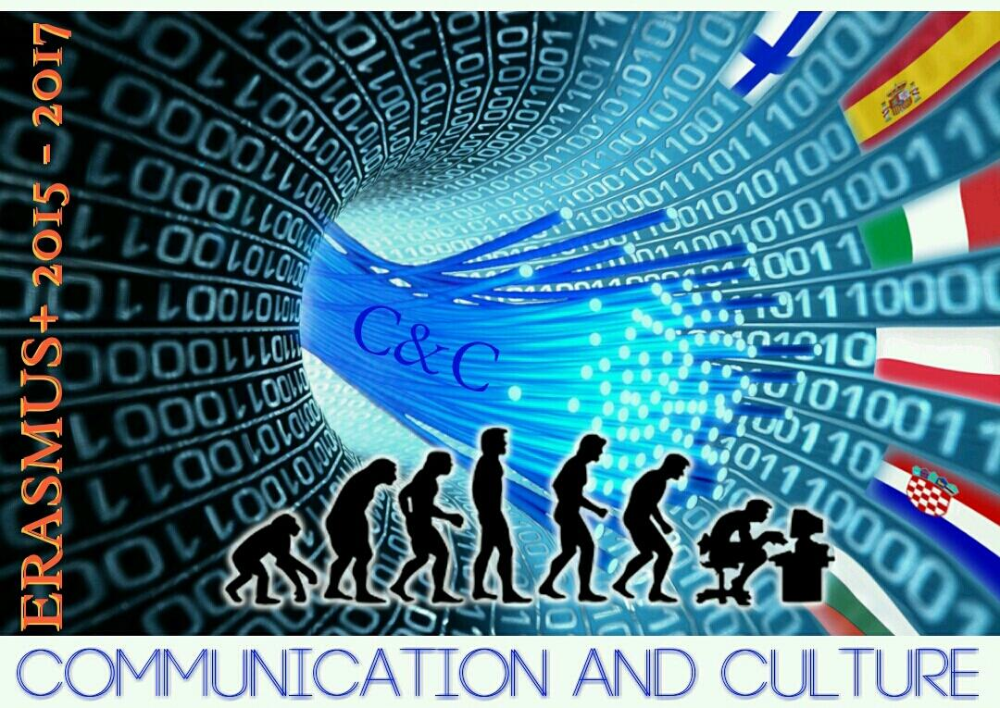 ERASMUS+ 2015 - 2017
C&C
COMMUNICATION AND CULTURE